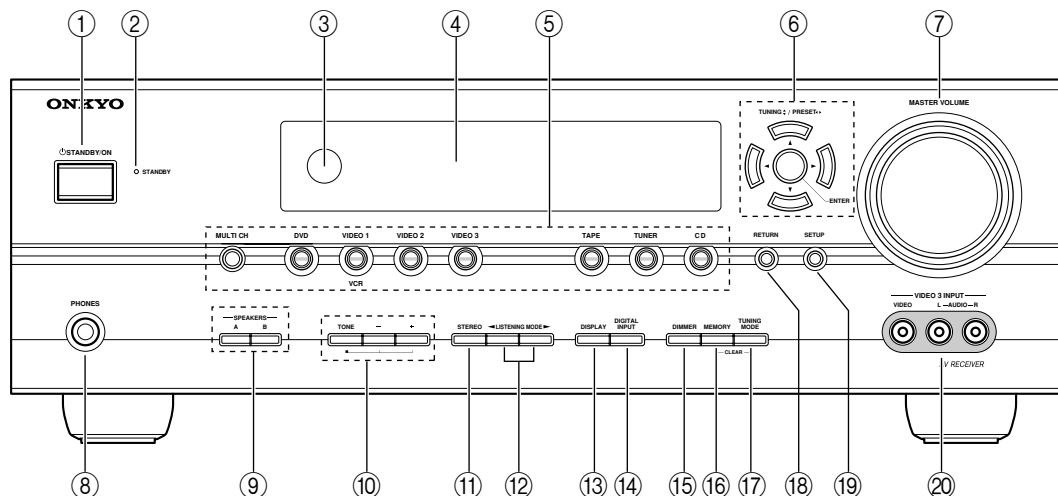 ① ② ③ ④ ⑤ ⑥ ⑦
ONKYO
STANDBY/ON
STANDBY
TUNING / PRESET
ENTER
MASTER VOLUME
MULTI CH DVD VIDEO 1 VIDEO 2 VIDEO 3 TAPE TUNER CD
VCR
RETURN SETUP
PHONES
SPEAKERS
A B
TONE − +
STEREO ◄LISTENING MODE►
DISPLAY DIGITAL INPUT
DIMMER MEMORY TUNING MODE
CLEAR
VIDEO 3 INPUT
VIDEO L AUDIO R
V RECEIVER
⑧ ⑨ ⑩ ⑪ ⑫ ⑬ ⑭ ⑮ ⑯ ⑰ ⑱ ⑲ ⑳